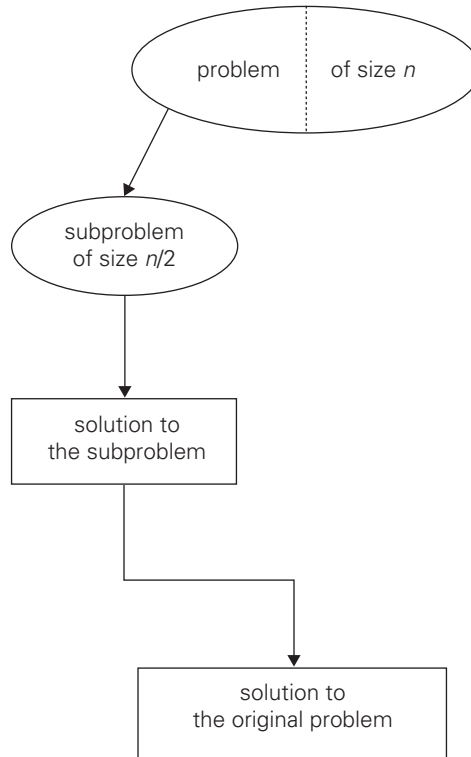 problem of size n
subproblem
of size n/2
solution to
the subproblem
solution to
the original problem